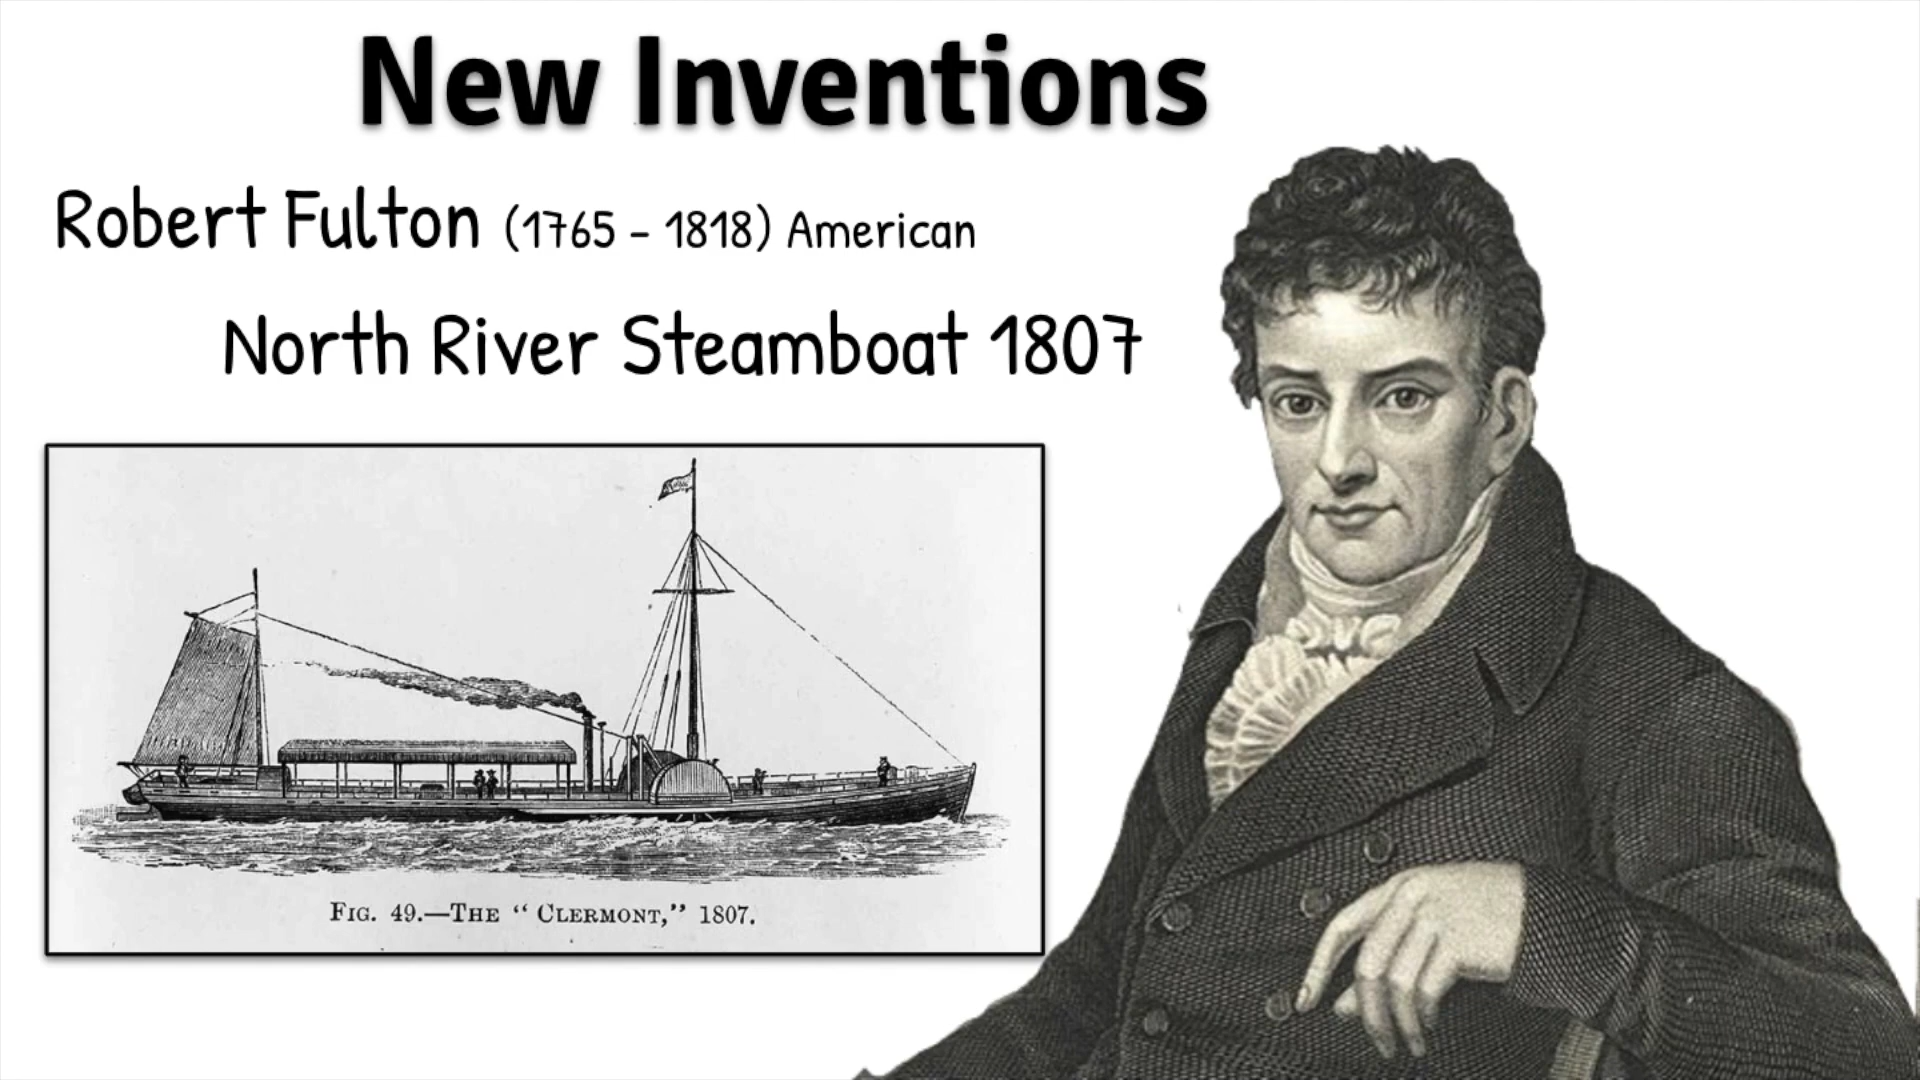 New Inventions
Robert Fulton (1765 - 1818) American
North River Steamboat 1807
Fig. 49.—The “Clermont,” 1807.